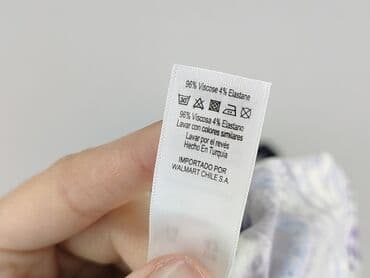 96% Viscose 4% Elastane
96% Viscosa 4% Elastano
Lavar con colores similares
Lavar por el revés
Hecho En Turquía
IMPORTADO POR
WALMART CHILE S.A.